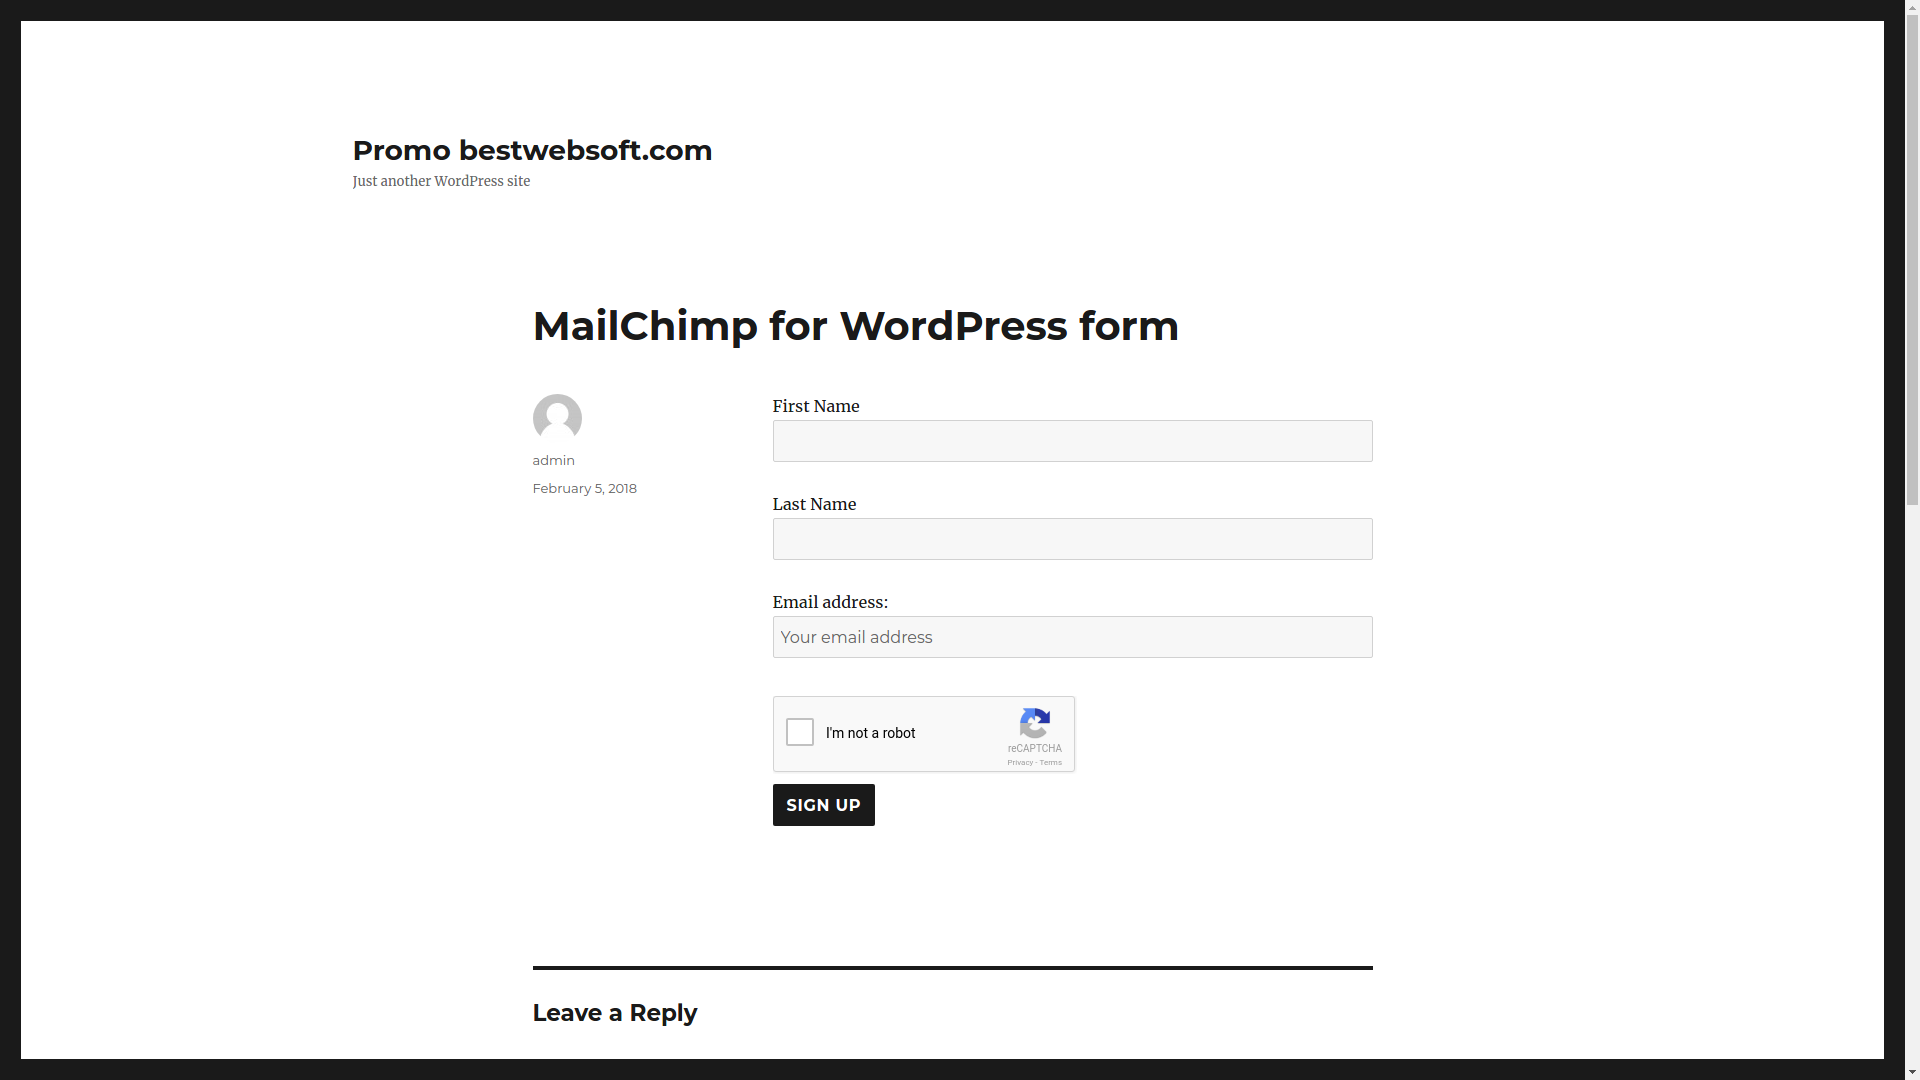 Promo bestwebsoft.com
Just another WordPress site
MailChimp for WordPress form
admin
February 5, 2018
First Name
Last Name
Email address:
Your email address
I'm not a robot
reCAPTCHA
Privacy - Terms
SIGN UP
Leave a Reply